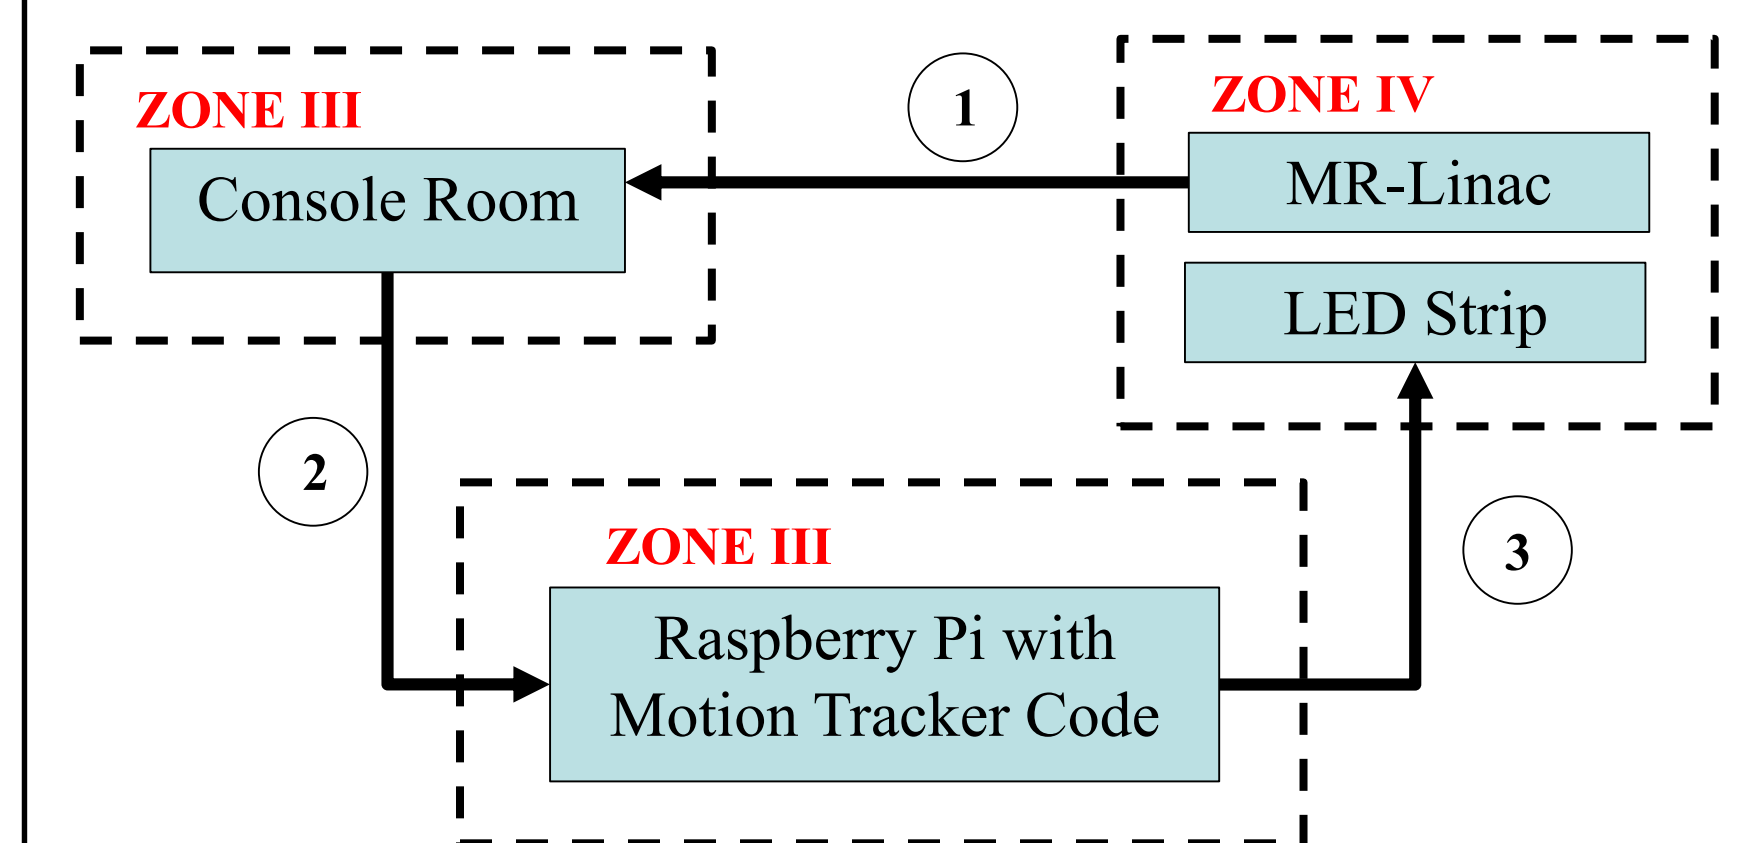 ZONE III
Console Room
1
ZONE IV
MR-Linac
LED Strip
2
ZONE III
Raspberry Pi with
Motion Tracker Code
3